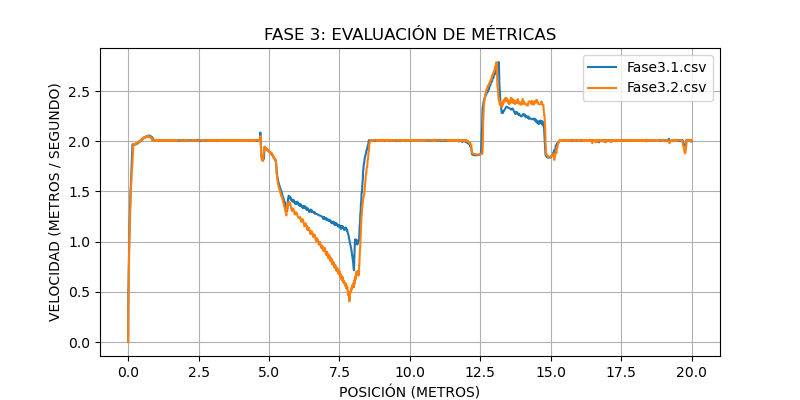 FASE 3: EVALUACIÓN DE MÉTRICAS
Fase3.1.csv
Fase3.2.csv
VELOCIDAD (METROS / SEGUNDO)
2.5
2.0
1.5
1.0
0.5
0.0
0.0 2.5 5.0 7.5 10.0 12.5 15.0 17.5 20.0
POSICIÓN (METROS)